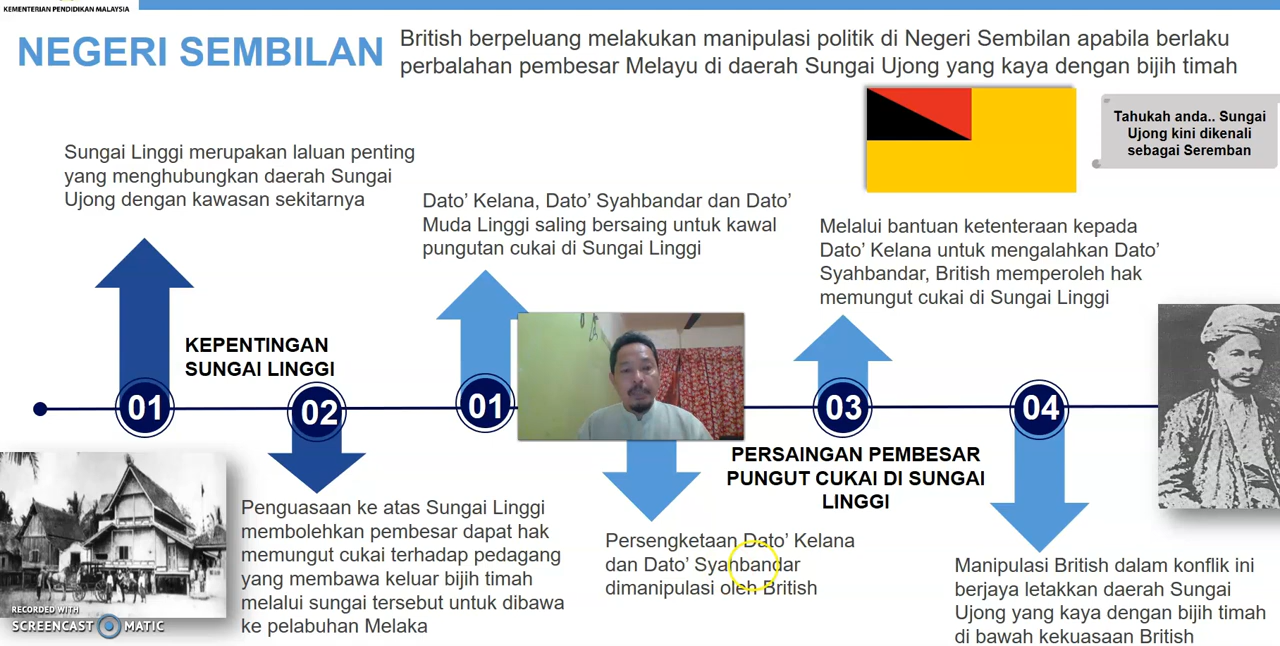 KEMENTERIAN PENDIDIKAN MALAYSIA
NEGERI SEMBILAN
British berpeluang melakukan manipulasi politik di Negeri Sembilan apabila berlaku
perbalahan pembesar Melayu di daerah Sungai Ujong yang kaya dengan bijih timah
Tahukah anda.. Sungai
Ujong kini dikenali
sebagai Seremban
Sungai Linggi merupakan laluan penting
yang menghubungkan daerah Sungai
Ujong dengan kawasan sekitarnya
Dato’ Kelana, Dato’ Syahbandar dan Dato’
Muda Linggi saling bersaing untuk kawal
pungutan cukai di Sungai Linggi
Melalui bantuan ketenteraan kepada
Dato’ Kelana untuk mengalahkan Dato’
Syahbandar, British memperoleh hak
memungut cukai di Sungai Linggi
KEPENTINGAN
SUNGAI LINGGI
01
02
01
03
04
PERSAINGAN PEMBESAR
PUNGUT CUKAI DI SUNGAI
LINGGI
Penguasaan ke atas Sungai Linggi
membolehkan pembesar dapat hak
memungut cukai terhadap pedagang
yang membawa keluar bijih timah
melalui sungai tersebut untuk dibawa
ke pelabuhan Melaka
Persengketaan Dato’ Kelana
dan Dato’ Syahbandar
dimanipulasi oleh British
Manipulasi British dalam konflik ini
berjaya letakkan daerah Sungai
Ujong yang kaya dengan bijih timah
di bawah kekuasaan British
RECORDED WITH
SCREENCAST MATIC